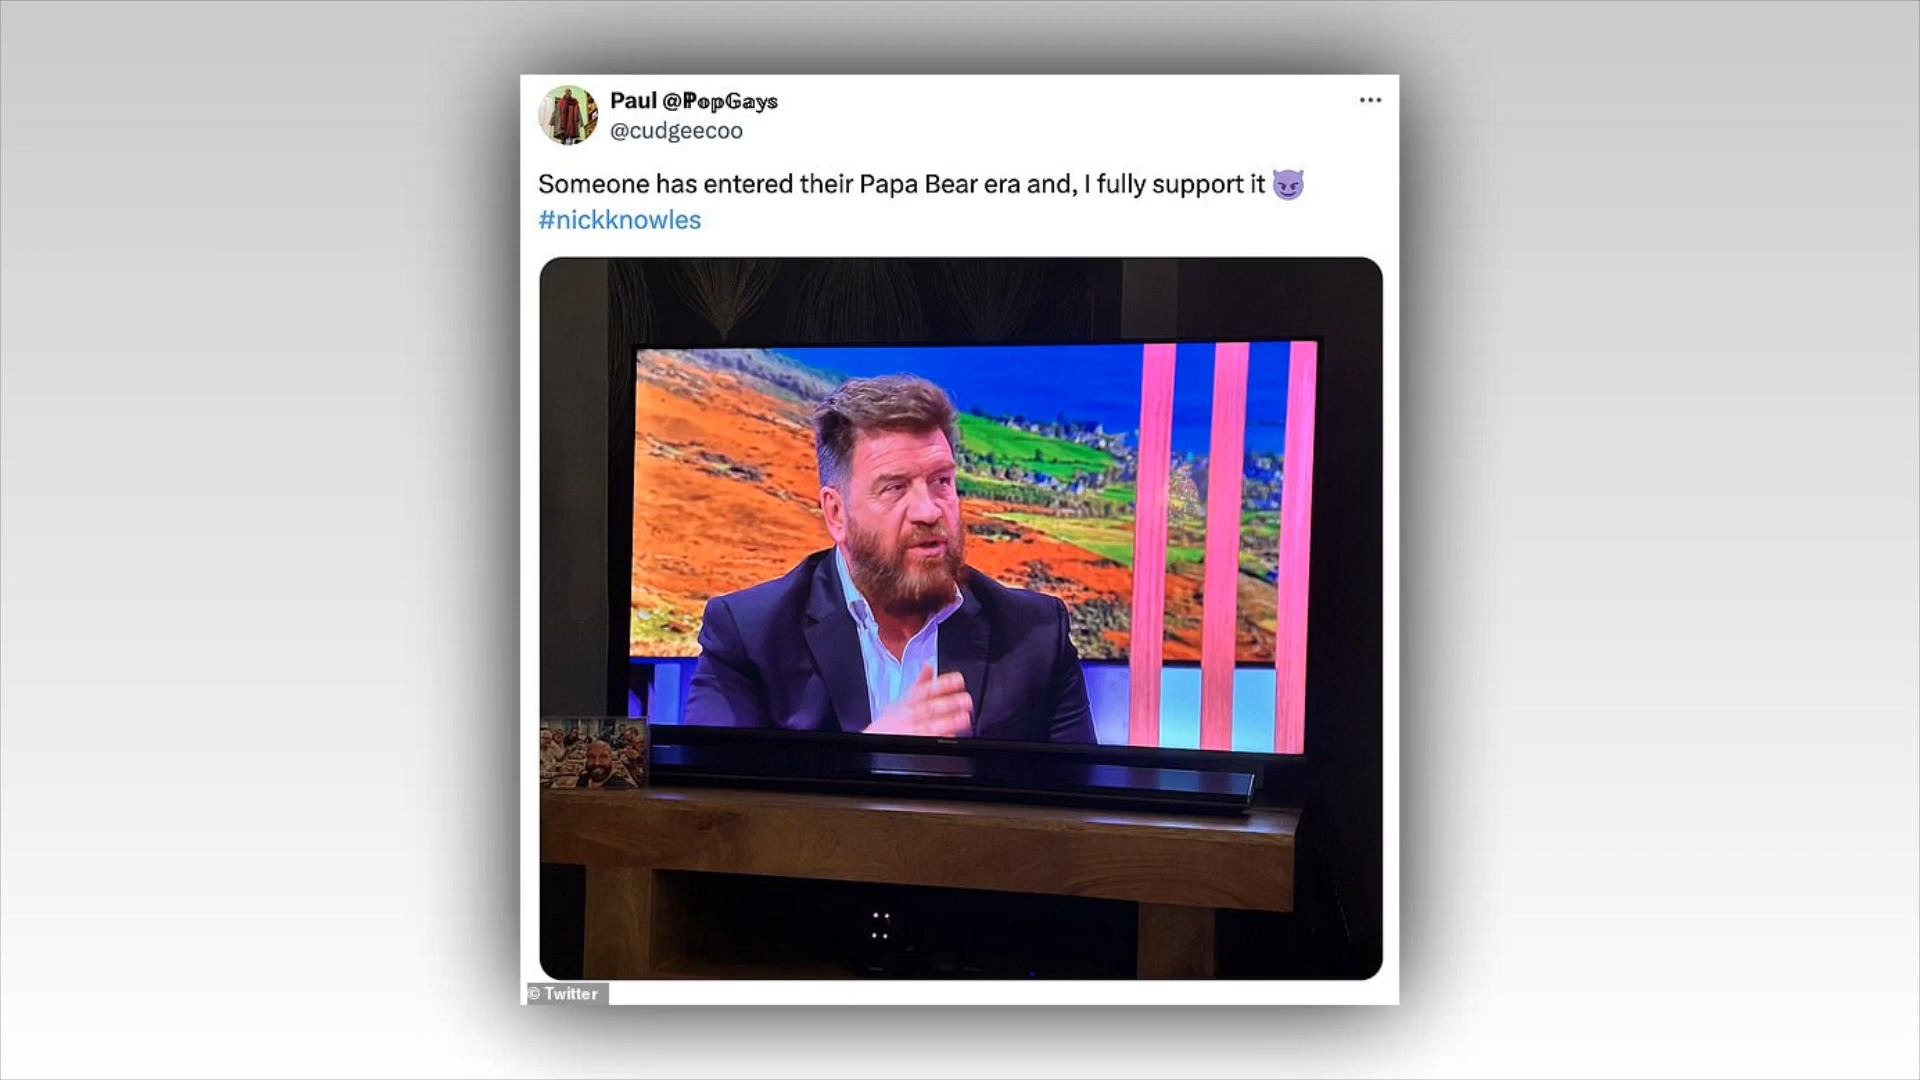 Paul @ℙ𝕠𝕡𝔾𝕒𝕪𝕤
@cudgeecoo
Someone has entered their Papa Bear era and, I fully support it 😈
#nickknowles
© Twitter